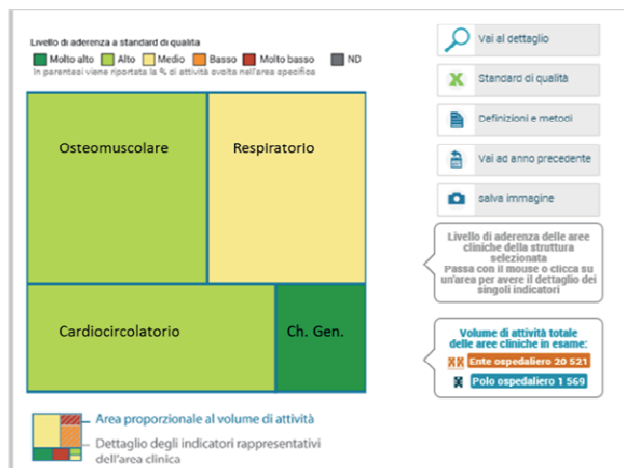 Livello di aderenza a standard di qualità
Molto alto Alto Medio Basso Molto basso ND
In parentesi viene riportata la % di attività svolta nell'area specifica
Osteomuscolare
Respiratorio
Cardiocircolatorio
Ch. Gen.
Area proporzionale al volume di attività
Dettaglio degli indicatori rappresentativi
dell'area clinica
Vai al dettaglio
Standard di qualità
Definizioni e metodi
Vai ad anno precedente
salva immagine
Livello di aderenza delle aree
cliniche della struttura
selezionata
Passa con il mouse o clicca su
un'area per avere il dettaglio dei
singoli indicatori
Volume di attività totale
delle aree cliniche in esame:
Ente ospedaliero 20 521
Polo ospedaliero 1 569